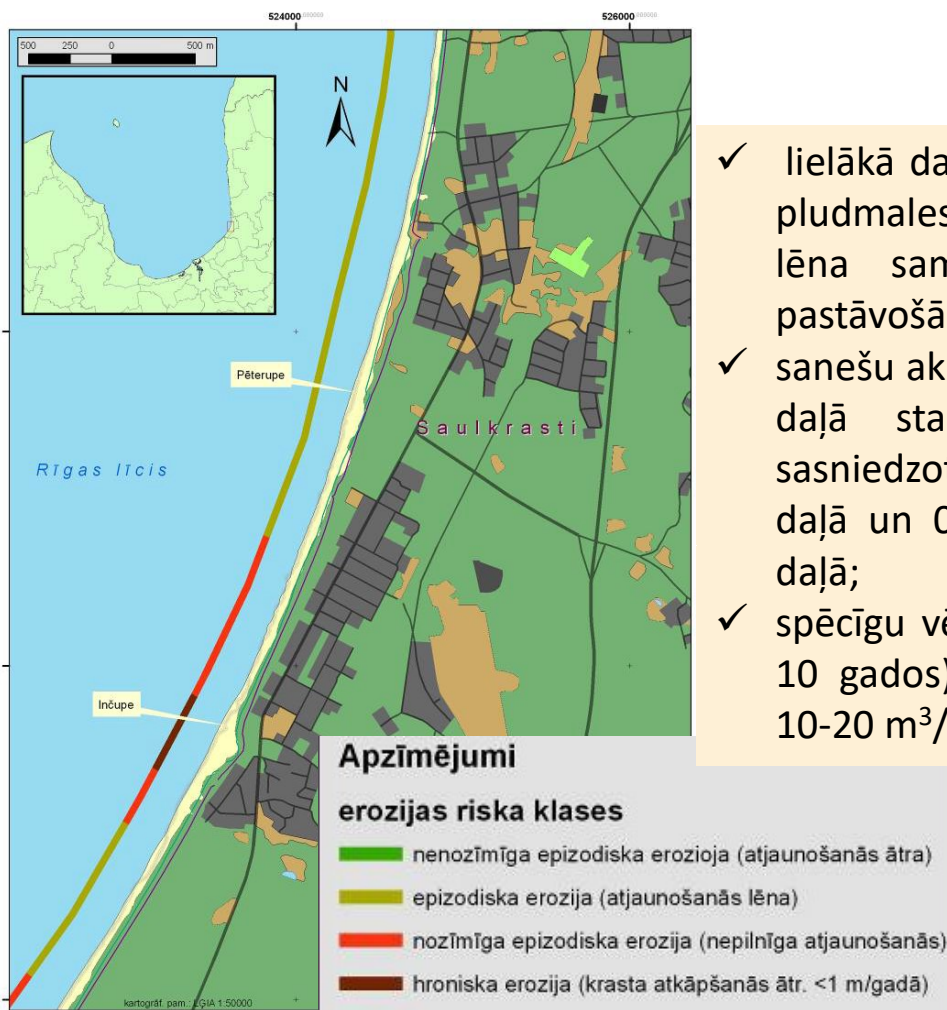 524000
526000
500 250 0 500 m
N
Pēterupe
Saulkrasti
Rīgas līcis
Inčupe
kartogrāf. pam.: LGIA 1:50000
Apzīmējumi
erozijas riska klases
nenozīmīga epizodiska erozioja (atjaunošanās ātra)
epizodiska erozija (atjaunošanās lēna)
nozīmīga epizodiska erozija (nepilnīga atjaunošanās)
hroniska erozija (krasta atkāpšanās ātr. <1 m/gadā)
✓ lielākā da
pludmales
lēna sam
pastāvošā
✓ sanešu ak
daļā sta
sasniedzot
daļā un 0
daļā;
✓ spēcīgu vē
10 gados)
10-20 m³/